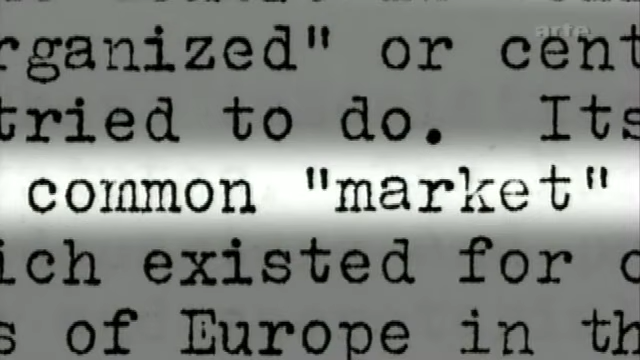 arte
rganized" or cent
tried to do. Its
common "market"
ich existed for
s of Europe in th